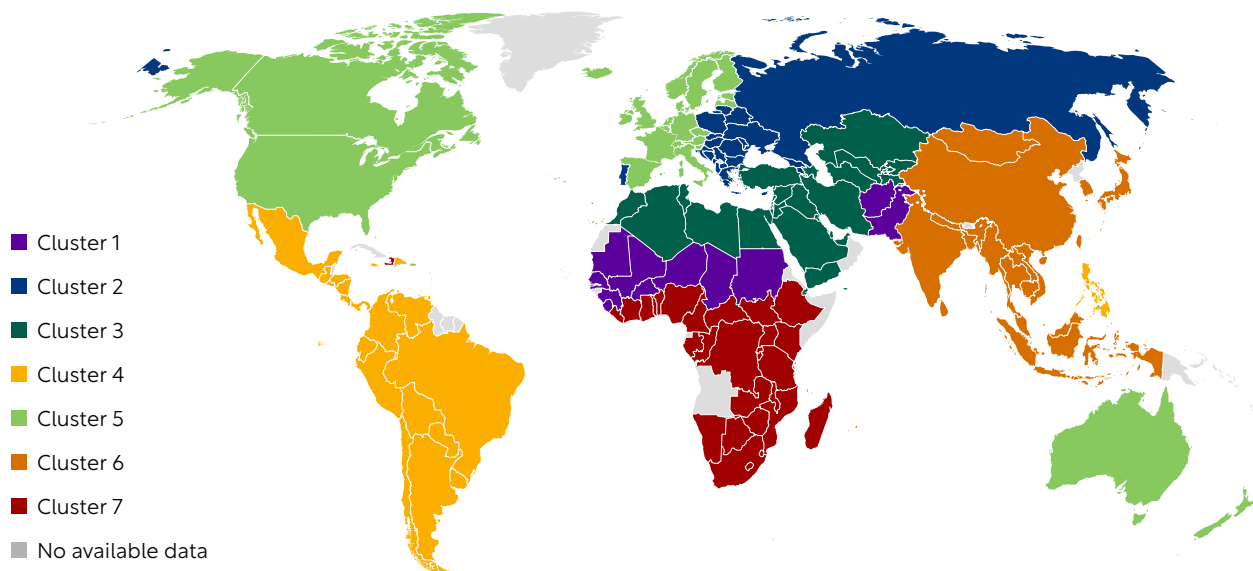 Cluster 1
Cluster 2
Cluster 3
Cluster 4
Cluster 5
Cluster 6
Cluster 7
No available data